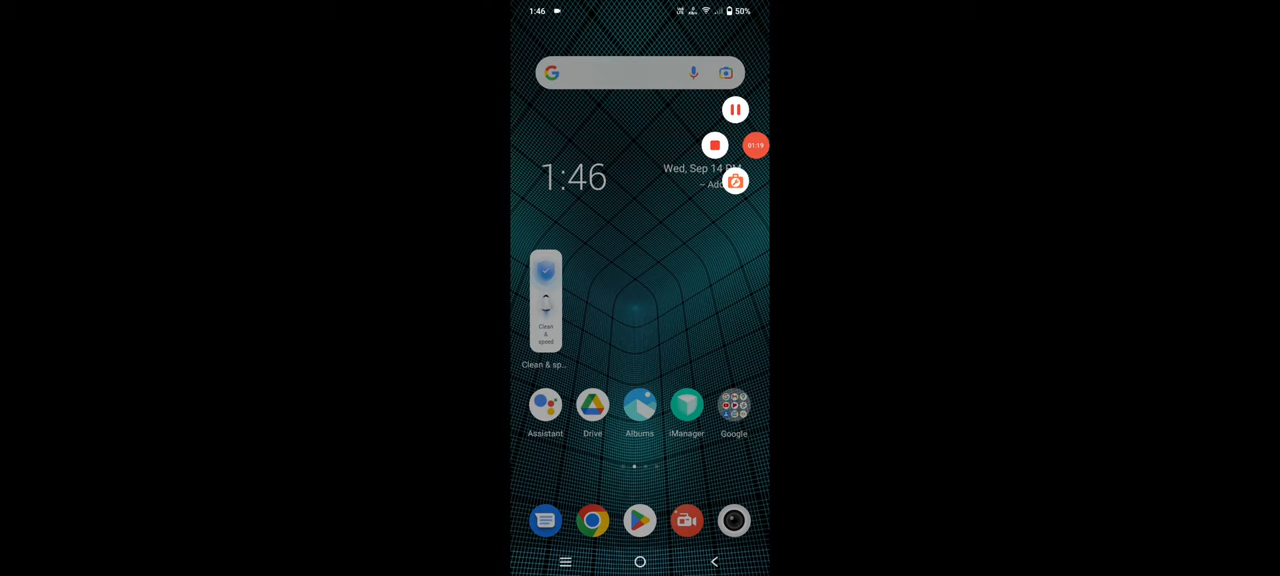 1:46
50%
01:19
1:46
Wed, Sep 14 PM
Clean
&
speed
Clean & sp..
Assistant
Drive
Albums
iManager
Google